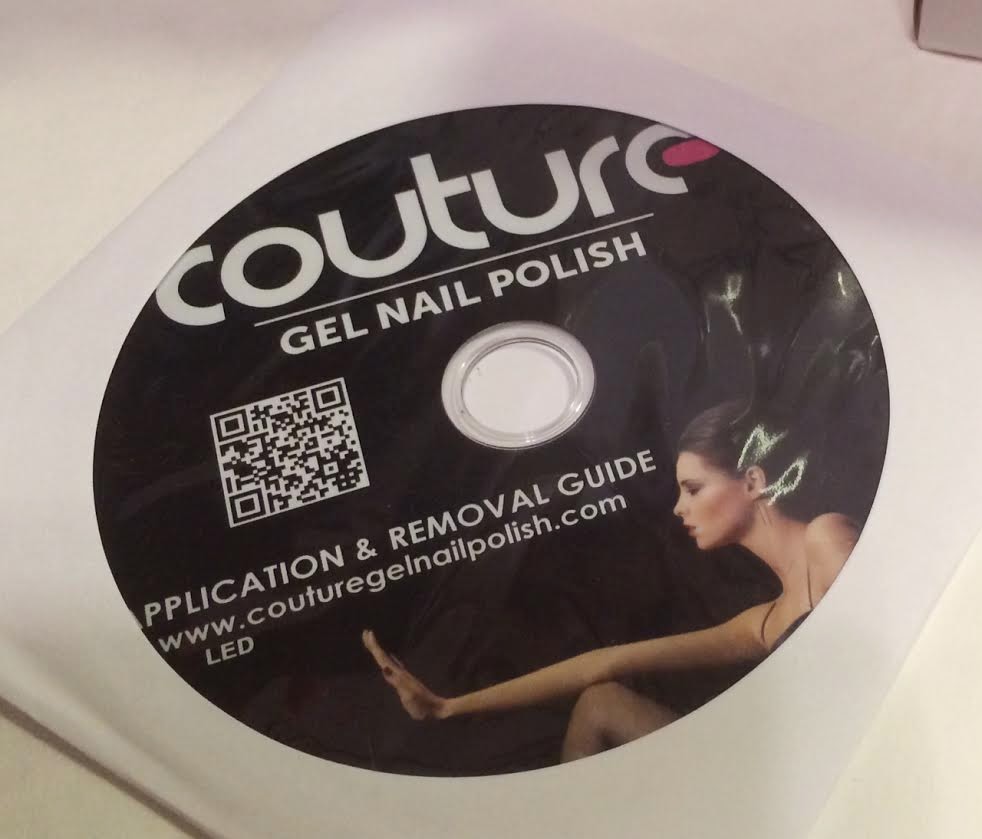 couture
GEL NAIL POLISH
APPLICATION & REMOVAL GUIDE
www.couturegelnailpolish.com
LED